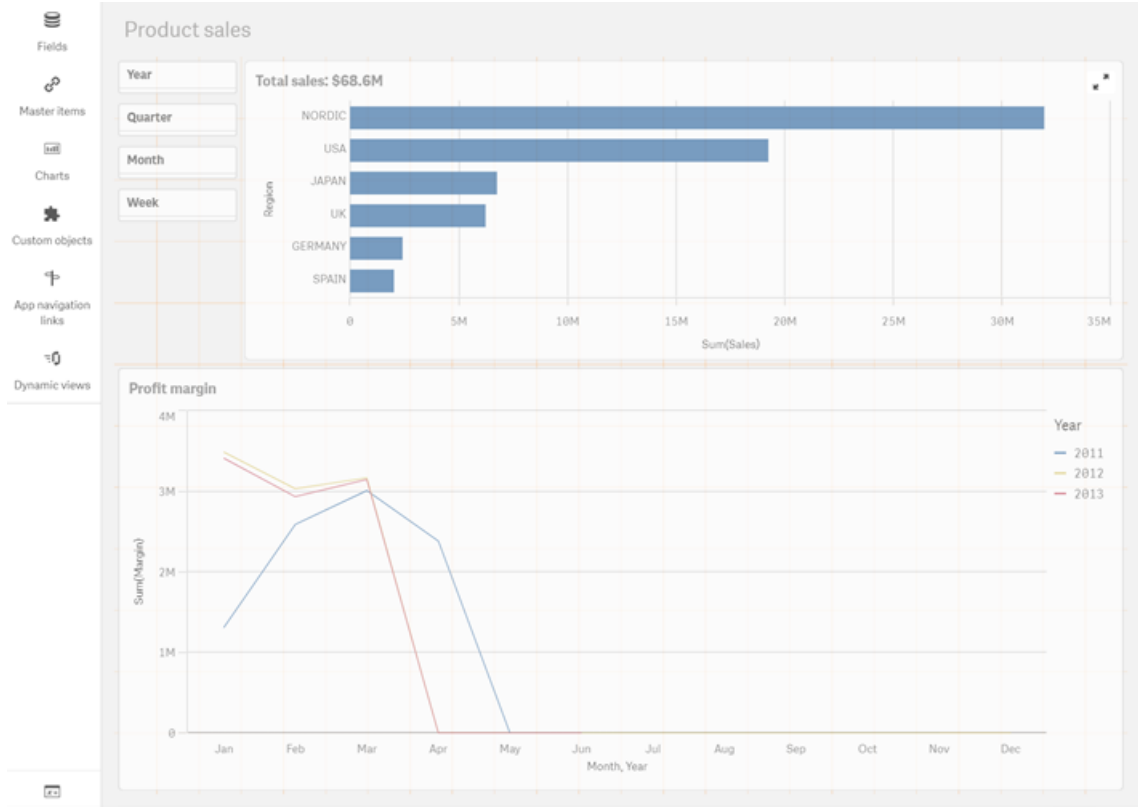 Fields
Master items
Charts
Custom objects
App navigation
links
Dynamic views
Product sales
Year
Quarter
Month
Week
Total sales: $68.6M
Region
NORDIC
USA
JAPAN
UK
GERMANY
SPAIN
0 5M 10M 15M 20M 25M 30M 35M
Sum(Sales)
Profit margin
Sum(Margin)
4M
3M
2M
1M
0
Jan Feb Mar Apr May Jun Jul Aug Sep Oct Nov Dec
Month, Year
Year
2011
2012
2013